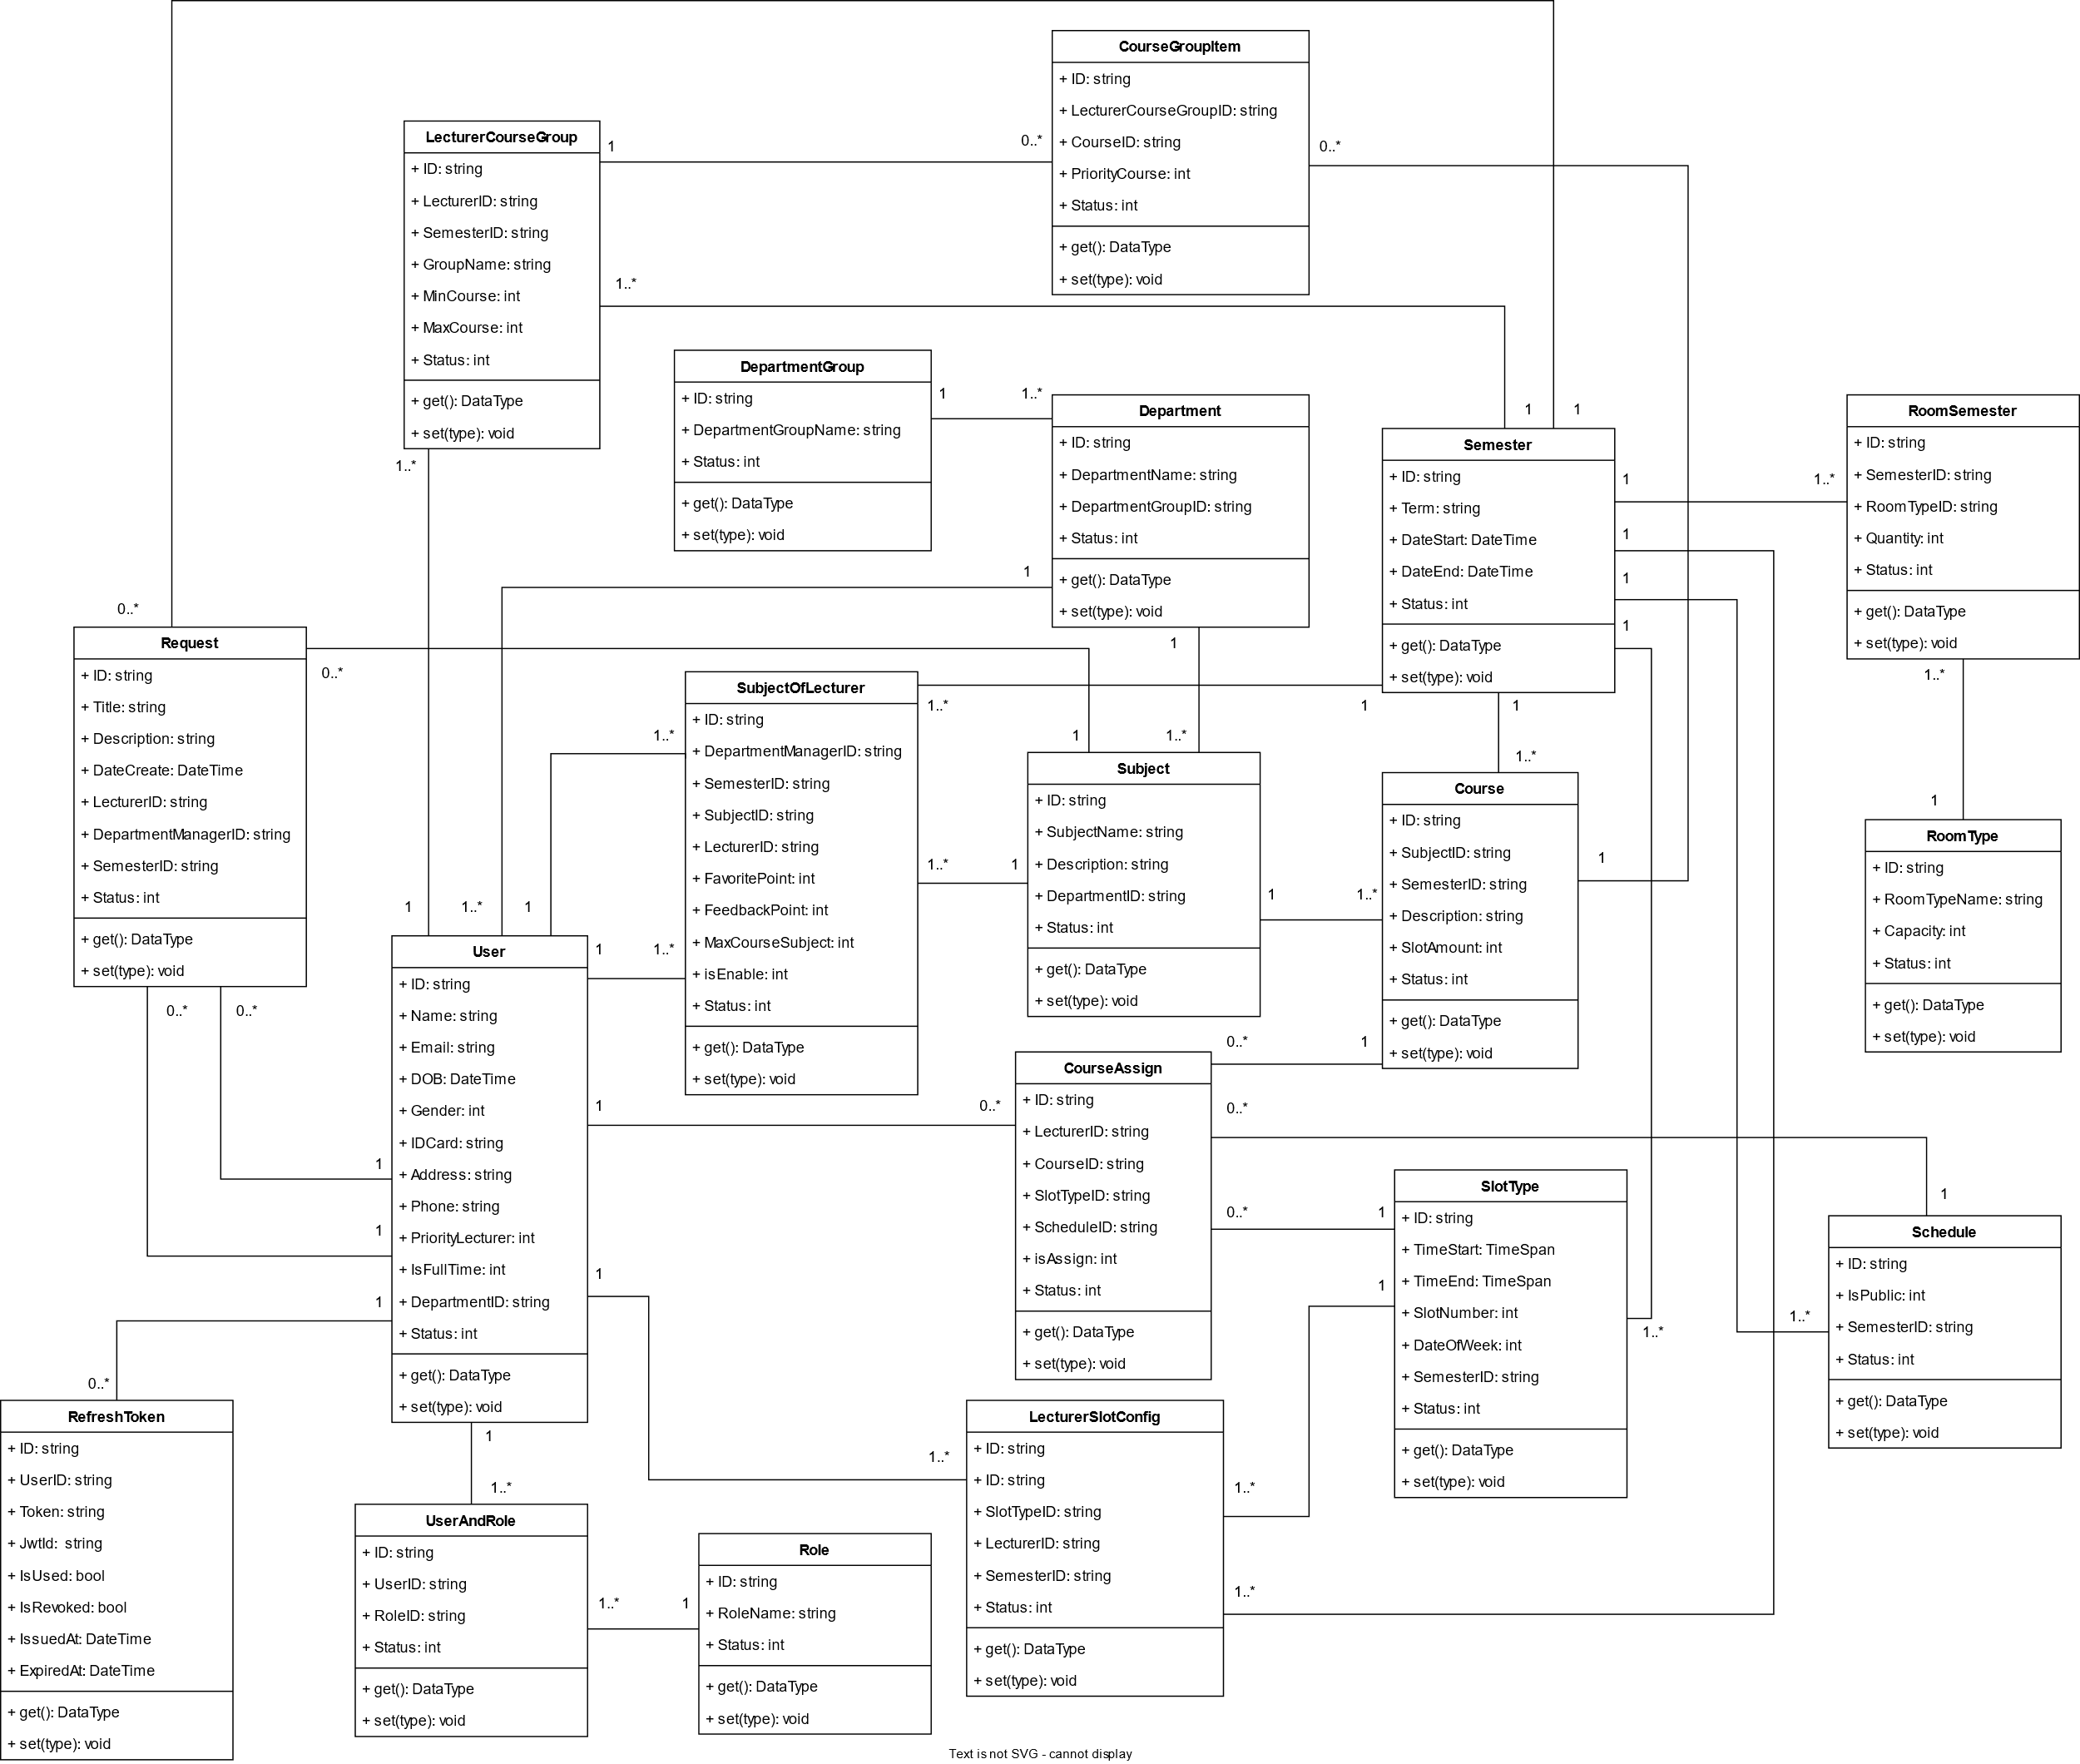 CourseGroupItem
+ ID: string
+ LecturerCourseGroupID: string
+ CourseID: string
+ PriorityCourse: int
+ Status: int
+ get(): DataType
+ set(type): void
0..*
0..*
LecturerCourseGroup
+ ID: string
+ LecturerID: string
+ SemesterID: string
+ GroupName: string
+ MinCourse: int
+ MaxCourse: int
+ Status: int
+ get(): DataType
+ set(type): void
1
1..*
1..*
DepartmentGroup
+ ID: string
+ DepartmentGroupName: string
+ Status: int
+ get(): DataType
+ set(type): void
1
1..*
Department
+ ID: string
+ DepartmentName: string
+ DepartmentGroupID: string
+ Status: int
+ get(): DataType
+ set(type): void
1
1
1
1
Semester
+ ID: string
+ Term: string
+ DateStart: DateTime
+ DateEnd: DateTime
+ Status: int
+ get(): DataType
+ set(type): void
1
1
1
1
1
1
1..*
RoomSemester
+ ID: string
+ SemesterID: string
+ RoomTypeID: string
+ Quantity: int
+ Status: int
+ get(): DataType
+ set(type): void
1..*
0..*
Request
+ ID: string
+ Title: string
+ Description: string
+ DateCreate: DateTime
+ LecturerID: string
+ DepartmentManagerID: string
+ SemesterID: string
+ Status: int
+ get(): DataType
+ set(type): void
0..*
0..*
0..*
SubjectOfLecturer
+ ID: string
+ DepartmentManagerID: string
+ SemesterID: string
+ SubjectID: string
+ LecturerID: string
+ FavoritePoint: int
+ FeedbackPoint: int
+ MaxCourseSubject: int
+ isEnable: int
+ Status: int
+ get(): DataType
+ set(type): void
1..*
1..*
1..*
1..*
1
1..*
Subject
+ ID: string
+ SubjectName: string
+ Description: string
+ DepartmentID: string
+ Status: int
+ get(): DataType
+ set(type): void
1
1
1..*
1..*
Course
+ ID: string
+ SubjectID: string
+ SemesterID: string
+ Description: string
+ SlotAmount: int
+ Status: int
+ get(): DataType
+ set(type): void
1
1
1
RoomType
+ ID: string
+ RoomTypeName: string
+ Capacity: int
+ Status: int
+ get(): DataType
+ set(type): void
1
1..*
1
1
User
+ ID: string
+ Name: string
+ Email: string
+ DOB: DateTime
+ Gender: int
+ IDCard: string
+ Address: string
+ Phone: string
+ PriorityLecturer: int
+ IsFullTime: int
+ DepartmentID: string
+ Status: int
+ get(): DataType
+ set(type): void
1
1
1
1
1
1
1
0..*
0..*
0..*
0..*
CourseAssign
+ ID: string
+ LecturerID: string
+ CourseID: string
+ SlotTypeID: string
+ ScheduleID: string
+ isAssign: int
+ Status: int
+ get(): DataType
+ set(type): void
1
1
SlotType
+ ID: string
+ TimeStart: TimeSpan
+ TimeEnd: TimeSpan
+ SlotNumber: int
+ DateOfWeek: int
+ SemesterID: string
+ Status: int
+ get(): DataType
+ set(type): void
1..*
1
1..*
Schedule
+ ID: string
+ IsPublic: int
+ SemesterID: string
+ Status: int
+ get(): DataType
+ set(type): void
0..*
RefreshToken
+ ID: string
+ UserID: string
+ Token: string
+ JwtId:  string
+ IsUsed: bool
+ IsRevoked: bool
+ IssuedAt: DateTime
+ ExpiredAt: DateTime
+ get(): DataType
+ set(type): void
1..*
UserAndRole
+ ID: string
+ UserID: string
+ RoleID: string
+ Status: int
+ get(): DataType
+ set(type): void
1..*
1
Role
+ ID: string
+ RoleName: string
+ Status: int
+ get(): DataType
+ set(type): void
1..*
1..*
1..*
LecturerSlotConfig
+ ID: string
+ ID: string
+ SlotTypeID: string
+ LecturerID: string
+ SemesterID: string
+ Status: int
+ get(): DataType
+ set(type): void
Text is not SVG - cannot display